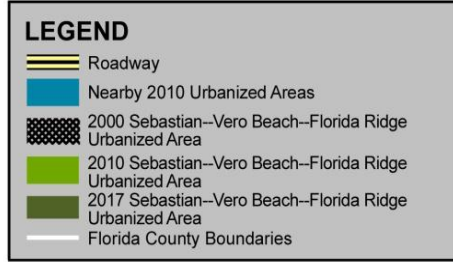 LEGEND
Roadway
Nearby 2010 Urbanized Areas
2000 Sebastian--Vero Beach--Florida Ridge
Urbanized Area
2010 Sebastian--Vero Beach--Florida Ridge
Urbanized Area
2017 Sebastian--Vero Beach--Florida Ridge
Urbanized Area
Florida County Boundaries